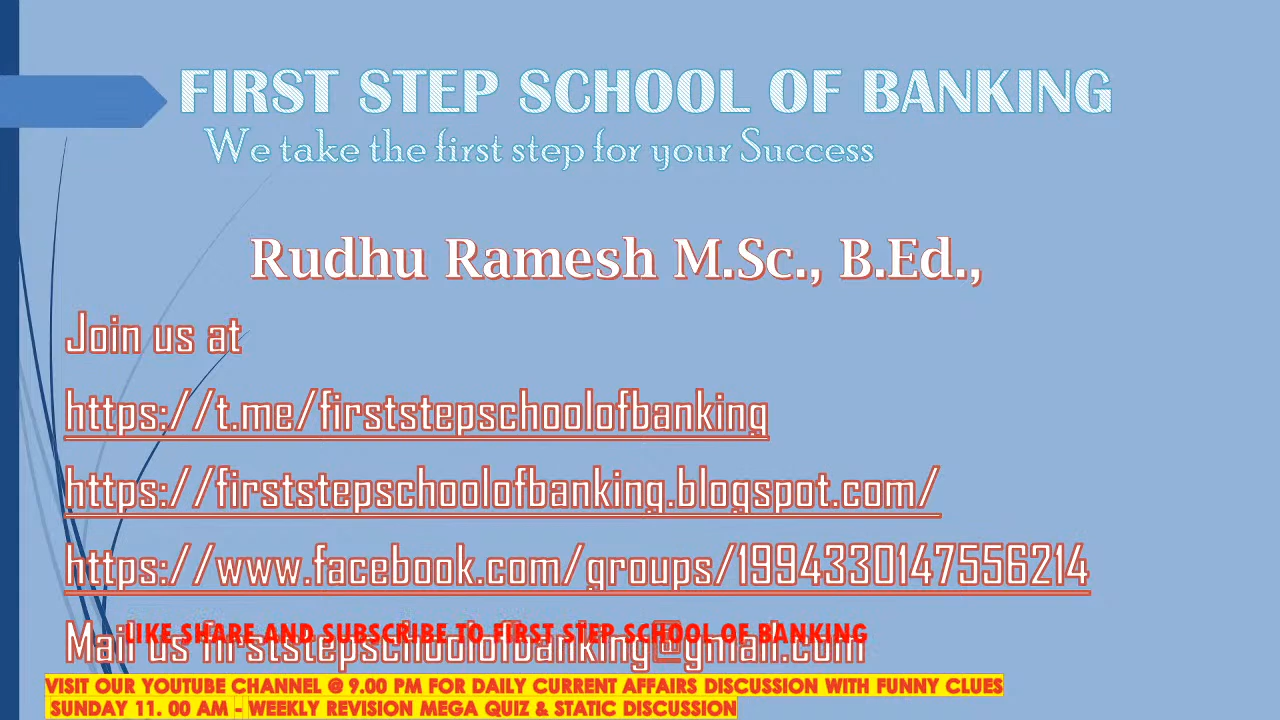 FIRST STEP SCHOOL OF BANKING
We take the first step for your Success
Rudhu Ramesh M.Sc., B.Ed.,
Join us at
https://t.me/firststepschoolofbanking
https://firststepschoolofbanking.blogspot.com/
https://www.facebook.com/groups/1994330147556214
LIKE SHARE AND SUBSCRIBE TO FIRST STEP SCHOOL OF BANKING
Mail us firststepschoolofbanking@gmail.com
VISIT OUR YOUTUBE CHANNEL @ 9.00 PM FOR DAILY CURRENT AFFAIRS DISCUSSION WITH FUNNY CLUES
SUNDAY 11. 00 AM - WEEKLY REVISION MEGA QUIZ & STATIC DISCUSSION